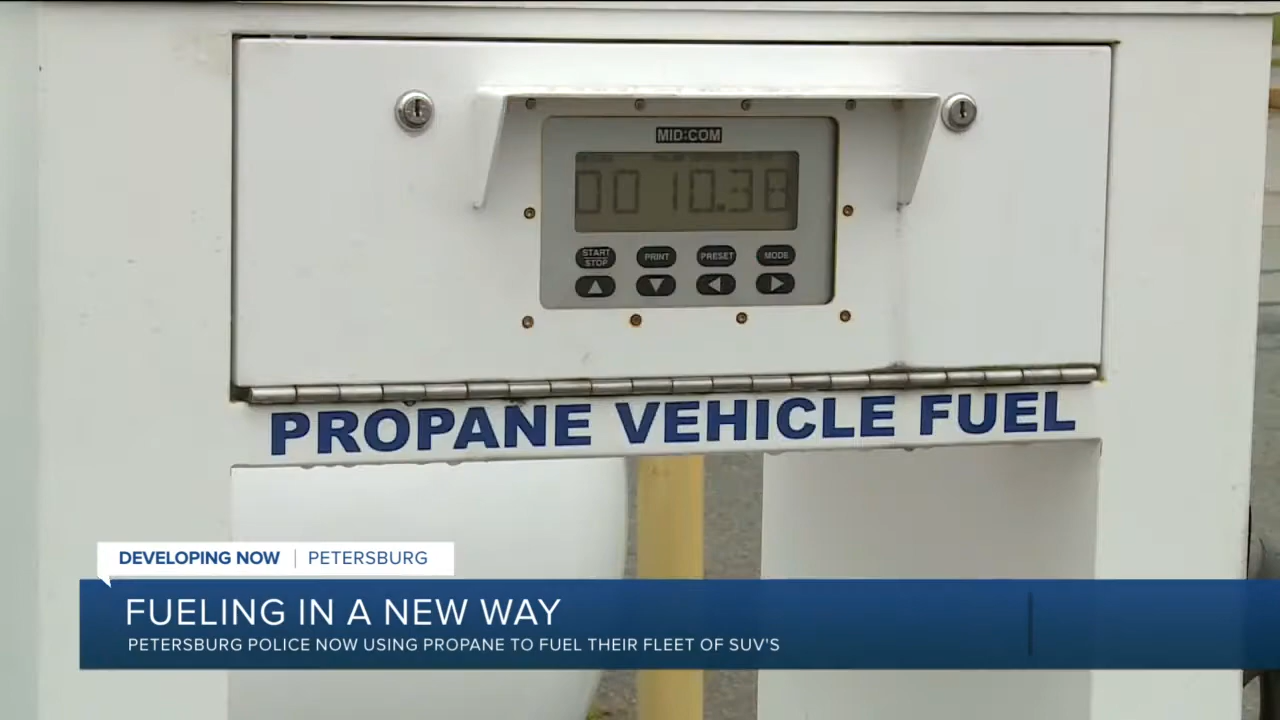 MID:COM
0010.38
START
STOP
PRINT
PRESET
MODE
PROPANE VEHICLE FUEL
DEVELOPING NOW | PETERSBURG
FUELING IN A NEW WAY
PETERSBURG POLICE NOW USING PROPANE TO FUEL THEIR FLEET OF SUV'S